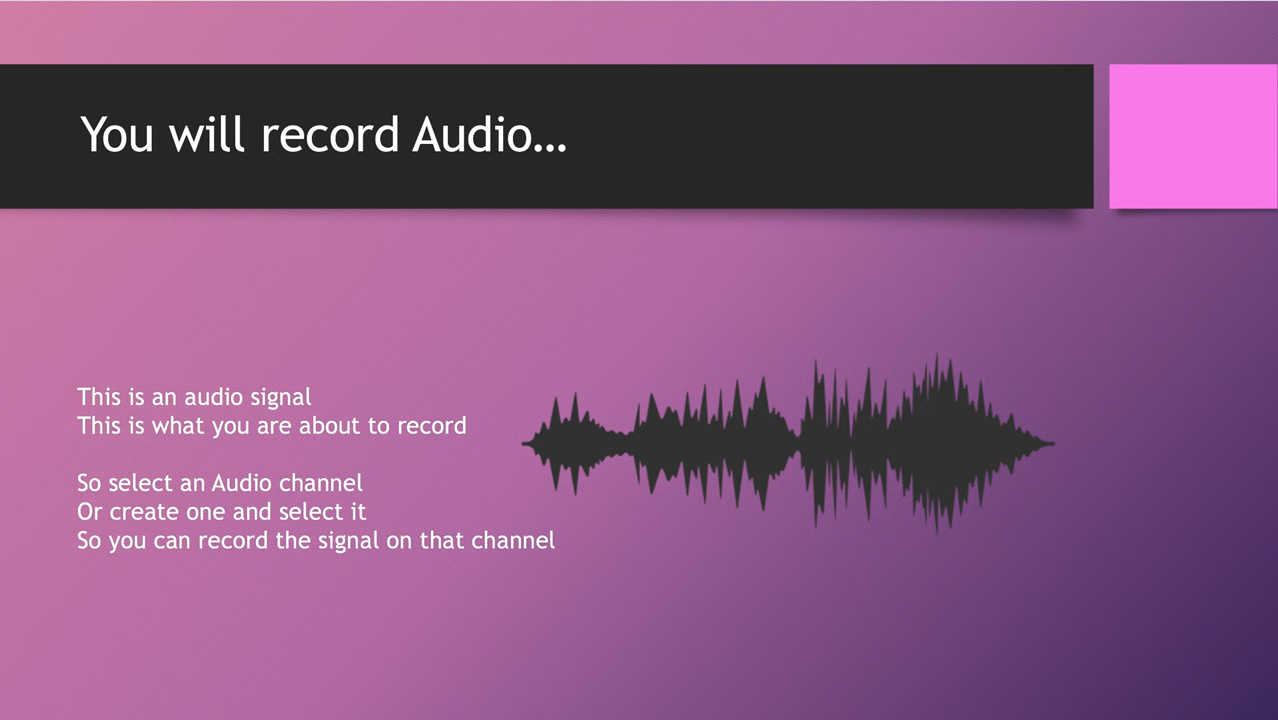 You will record Audio…
This is an audio signal
This is what you are about to record
So select an Audio channel
Or create one and select it
So you can record the signal on that channel